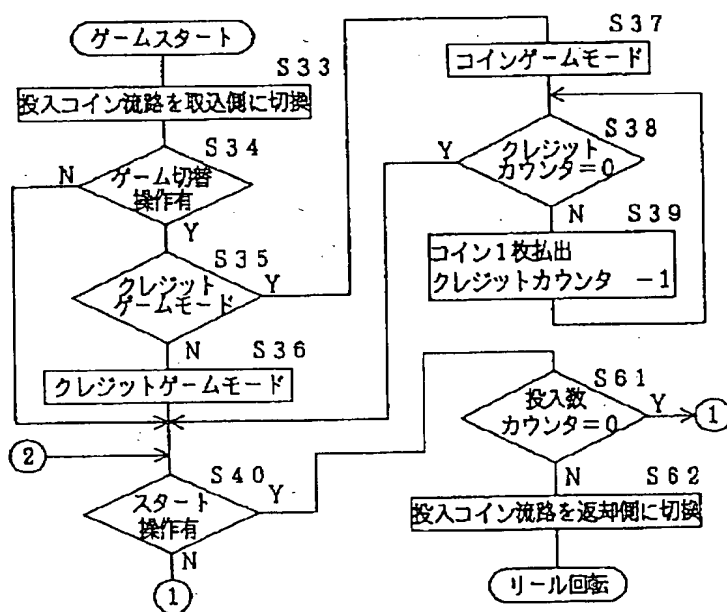 ゲームスタート
S33
投入コイン流路を取込側に切換
S34
N
ゲーム切替
操作有
Y
S35
クレジット
ゲームモード
Y
N
S36
クレジットゲームモード
②
S40
スタート
操作有
Y
N
①
S37
コインゲームモード
S38
Y
クレジット
カウンタ=0
N
S39
コイン1枚払出
クレジットカウンタ -1
S61
投入数
カウンタ=0
Y
①
N
S62
投入コイン流路を返却側に切換
リール回転